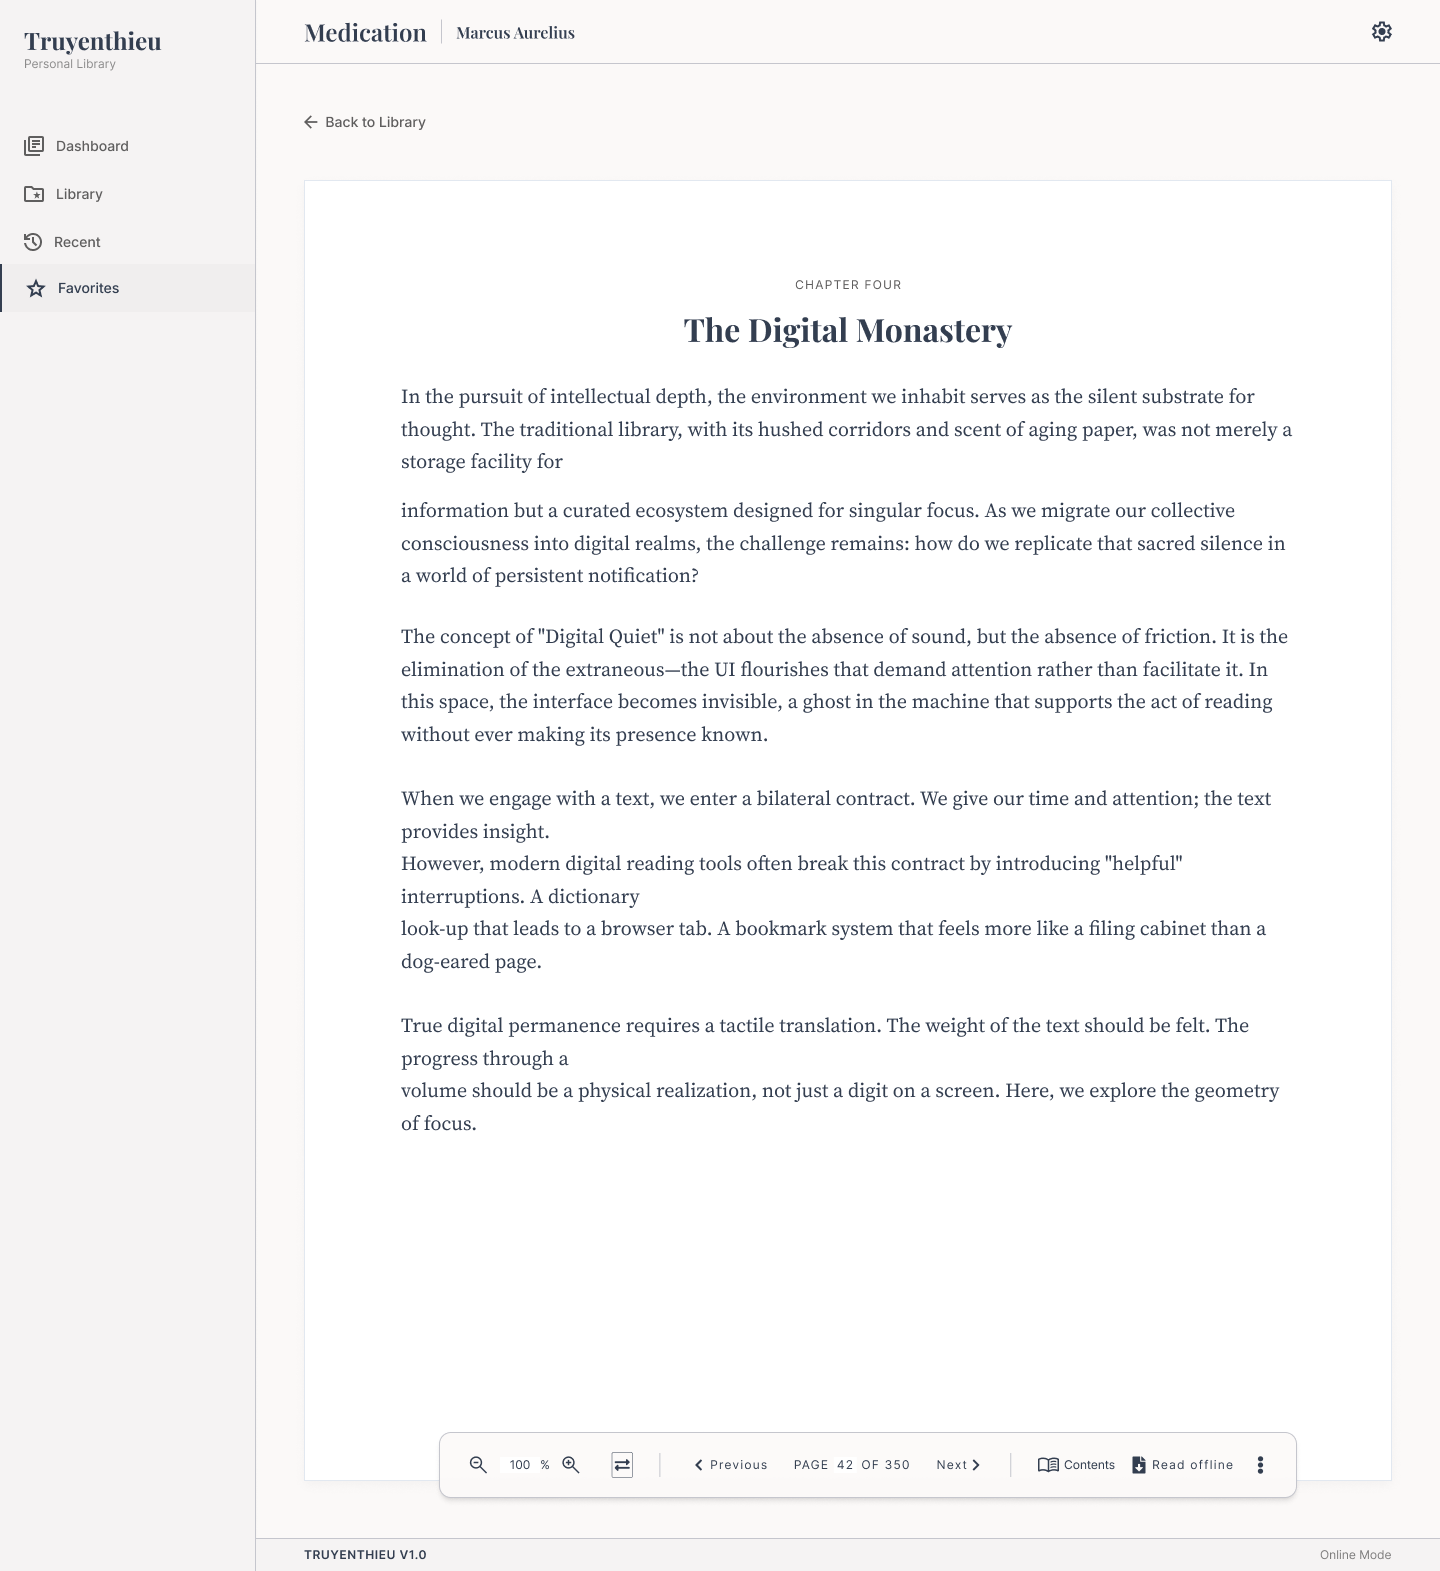 Truyenthieu
Personal Library
Dashboard
Library
Recent
Favorites
Medication
Marcus Aurelius
Back to Library
CHAPTER FOUR
The Digital Monastery
In the pursuit of intellectual depth, the environment we inhabit serves as the silent substrate for
thought. The traditional library, with its hushed corridors and scent of aging paper, was not merely a
storage facility for
information but a curated ecosystem designed for singular focus. As we migrate our collective
consciousness into digital realms, the challenge remains: how do we replicate that sacred silence in
a world of persistent notification?
The concept of "Digital Quiet" is not about the absence of sound, but the absence of friction. It is the
elimination of the extraneous—the UI flourishes that demand attention rather than facilitate it. In
this space, the interface becomes invisible, a ghost in the machine that supports the act of reading
without ever making its presence known.
When we engage with a text, we enter a bilateral contract. We give our time and attention; the text
provides insight.
However, modern digital reading tools often break this contract by introducing "helpful"
interruptions. A dictionary
look-up that leads to a browser tab. A bookmark system that feels more like a filing cabinet than a
dog-eared page.
True digital permanence requires a tactile translation. The weight of the text should be felt. The
progress through a
volume should be a physical realization, not just a digit on a screen. Here, we explore the geometry
of focus.
100 %
Previous
PAGE 42 OF 350
Next
Contents
Read offline
TRUYENTHIEU V1.0
Online Mode